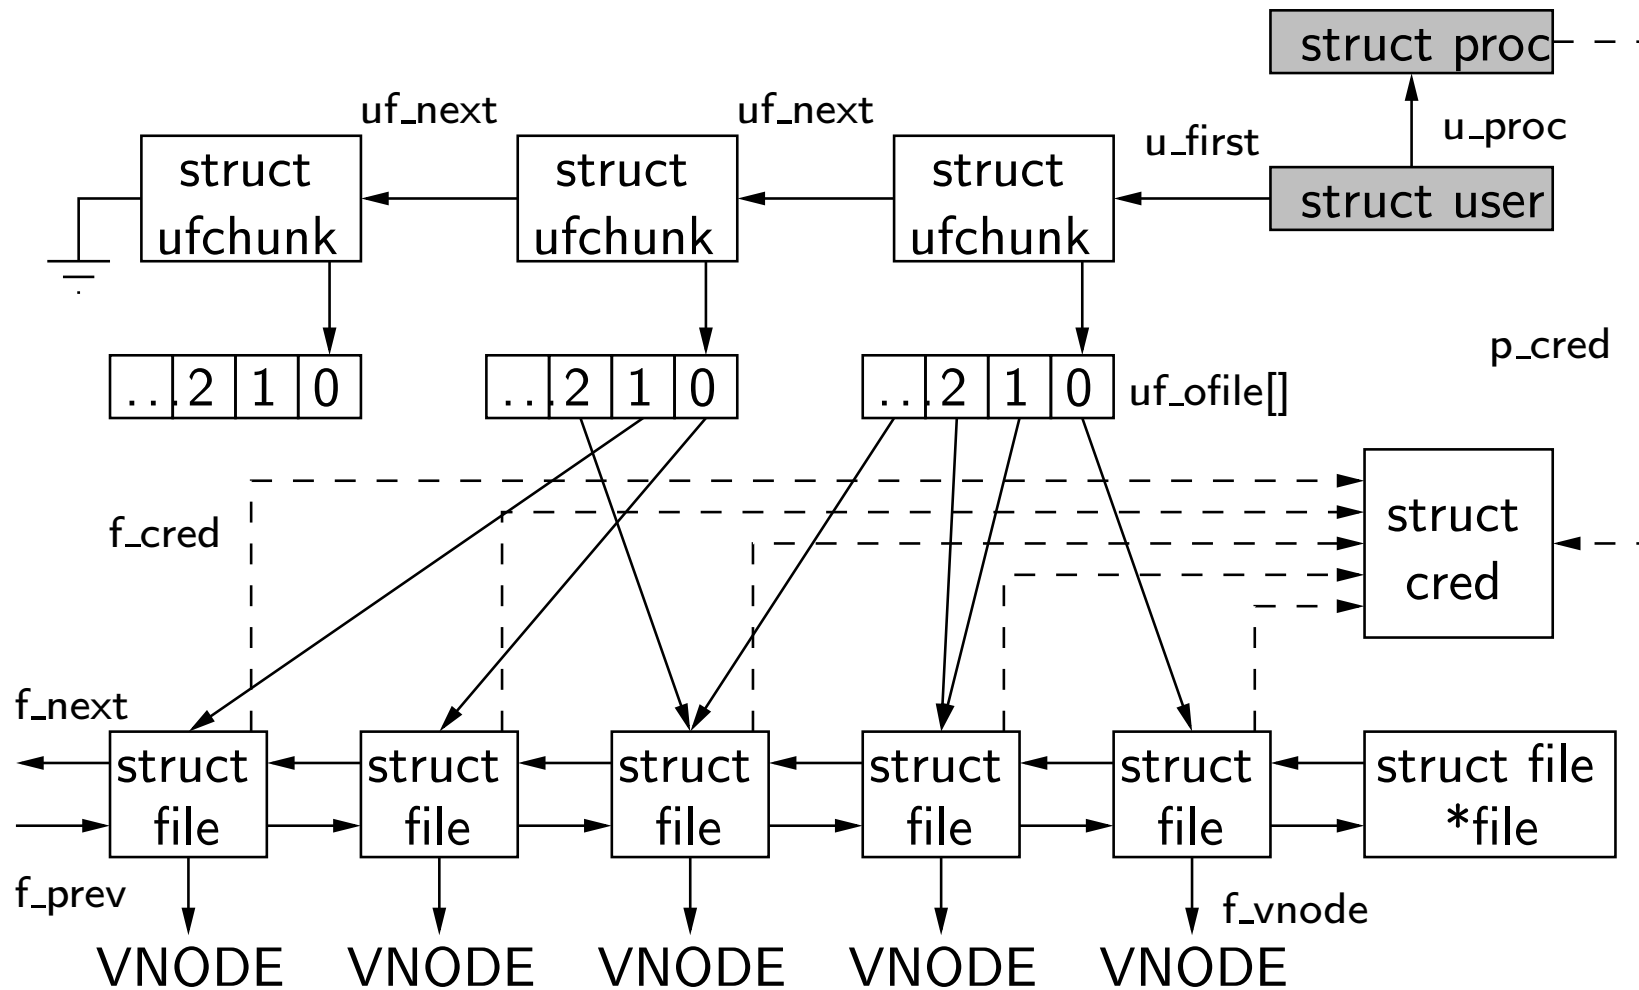 struct proc
uf_next
uf_next
u_first
u_proc
struct
ufchunk
struct
ufchunk
struct
ufchunk
struct user
p_cred
...2 1 0
...2 1 0
...2 1 0
uf_ofile[]
f_cred
struct
cred
f_next
struct
file
struct
file
struct
file
struct
file
struct
file
struct file
*file
f_prev
f_vnode
VNODE
VNODE
VNODE
VNODE
VNODE